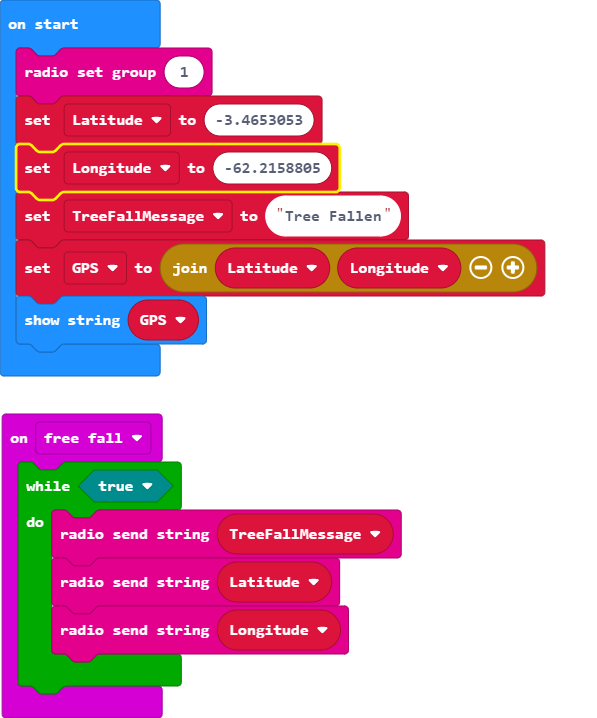 on start
radio set group 1
set Latitude to -3.4653053
set Longitude to -62.2158805
set TreeFallMessage to "Tree Fallen"
set GPS to join Latitude Longitude
show string GPS
on free fall
while true
do
radio send string TreeFallMessage
radio send string Latitude
radio send string Longitude